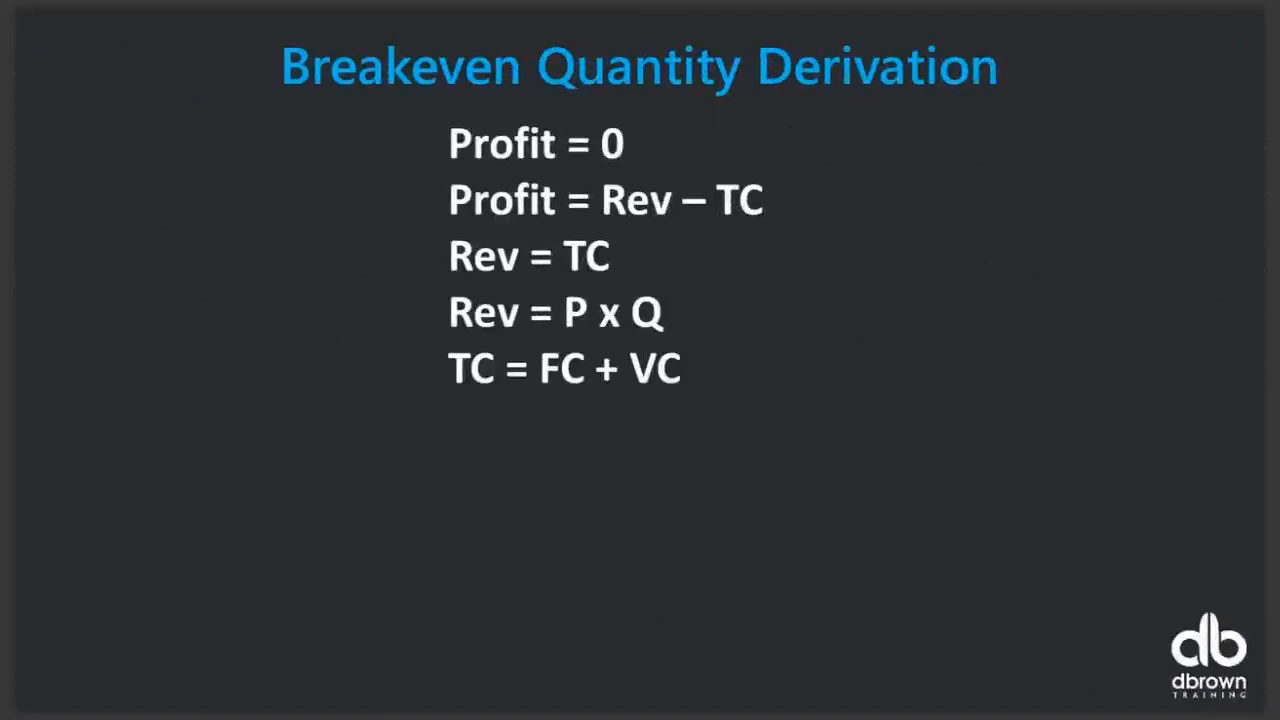 Breakeven Quantity Derivation
Profit = 0
Profit = Rev – TC
Rev = TC
Rev = P x Q
TC = FC + VC
db
dbrown
TRAINING